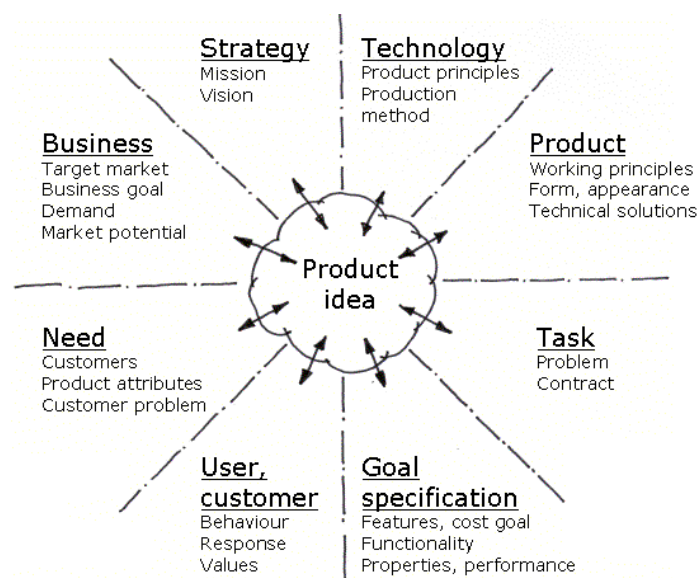 Strategy
Mission
Vision
Technology
Product principles
Production
method
Business
Target market
Business goal
Demand
Market potential
Product
Working principles
Form, appearance
Technical solutions
Product
idea
Need
Customers
Product attributes
Customer problem
Task
Problem
Contract
User,
customer
Behaviour
Response
Values
Goal
specification
Features, cost goal
Functionality
Properties, performance